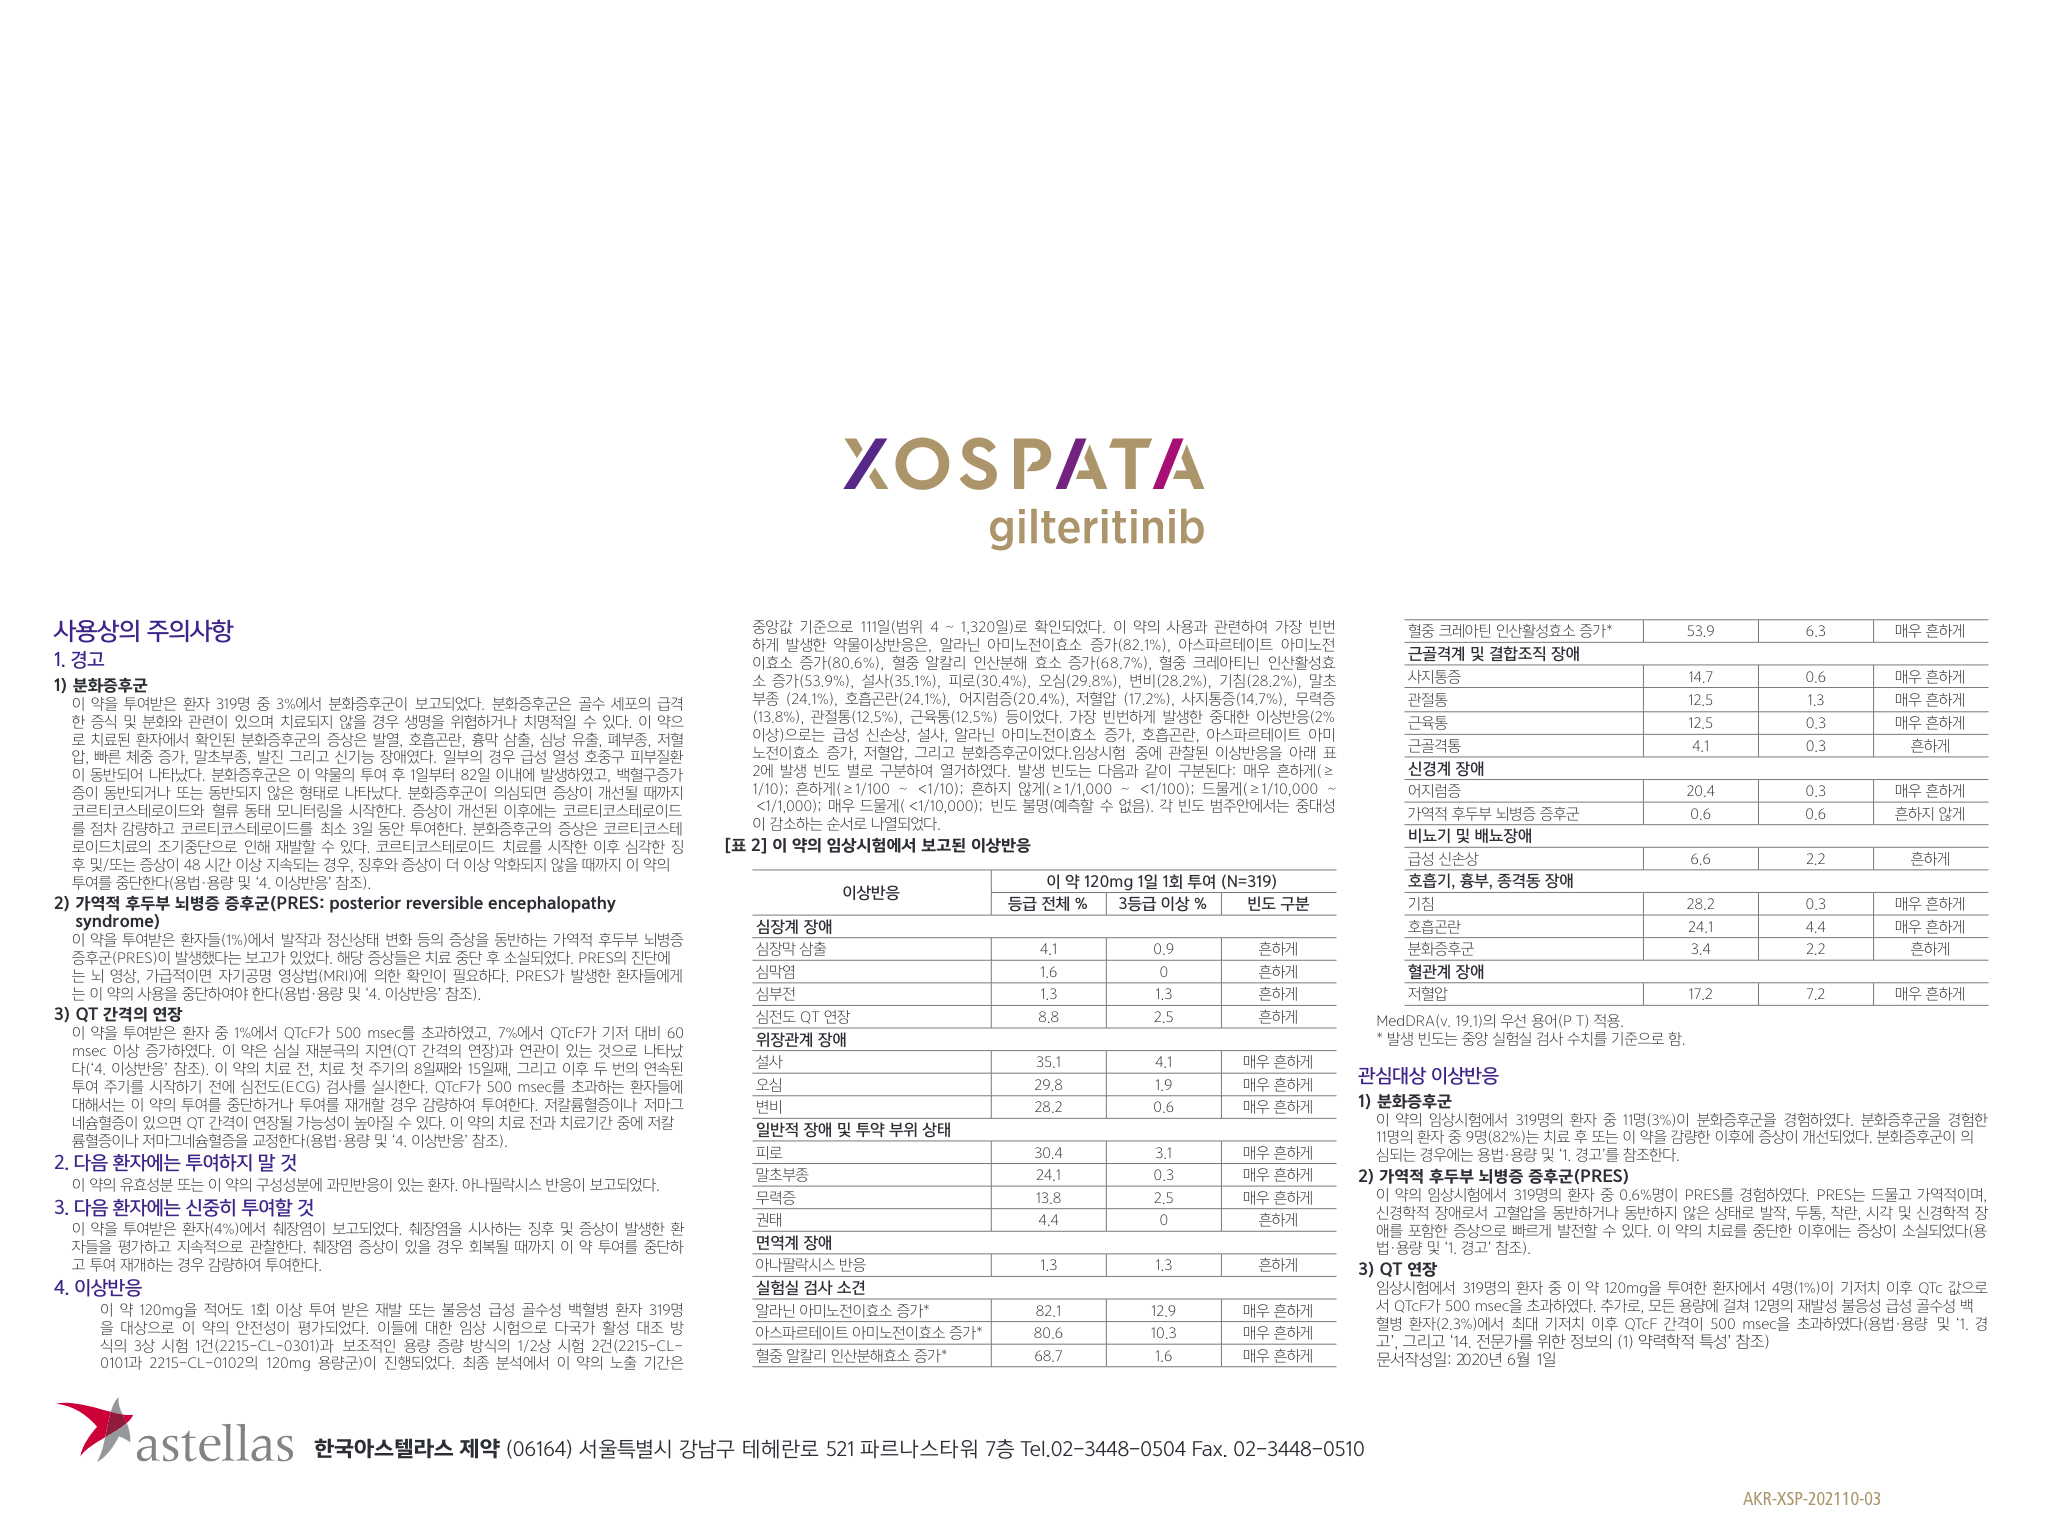 XOSPATA
gilteritinib
사용상의 주의사항
1. 경고
1) 분화증후군
이 약을 투여받은 환자 319명 중 3%에서 분화증후군이 보고되었다. 분화증후군은 골수 세포의 급격
한 증식 및 분화와 관련이 있으며 치료되지 않을 경우 생명을 위협하거나 치명적일 수 있다. 이 약으
로 치료된 환자에서 확인된 분화증후군의 증상은 발열, 호흡곤란, 흉막 삼출, 심낭 유출, 폐부종, 저혈
압, 빠른 체중 증가, 말초부종, 발진 그리고 신기능 장애였다. 일부의 경우 급성 열성 호중구 피부질환
이 동반되어 나타났다. 분화증후군은 이 약물의 투여 후 1일부터 82일 이내에 발생하였고, 백혈구증가
증이 동반되거나 또는 동반되지 않은 형태로 나타났다. 분화증후군이 의심되면 증상이 개선될 때까지
코르티코스테로이드와 혈류 동태 모니터링을 시작한다. 증상이 개선된 이후에는 코르티코스테로이드
를 점차 감량하고 코르티코스테로이드를 최소 3일 동안 투여한다. 분화증후군의 증상은 코르티코스테
로이드치료의 조기중단으로 인해 재발할 수 있다. 코르티코스테로이드 치료를 시작한 이후 심각한 징
후 및/또는 증상이 48 시간 이상 지속되는 경우, 징후와 증상이 더 이상 악화되지 않을 때까지 이 약의
투여를 중단한다(용법·용량 및 ‘4. 이상반응’ 참조).
2) 가역적 후두부 뇌병증 증후군(PRES: posterior reversible encephalopathy
syndrome)
이 약을 투여받은 환자들(1%)에서 발작과 정신상태 변화 등의 증상을 동반하는 가역적 후두부 뇌병증
증후군(PRES)이 발생했다는 보고가 있었다. 해당 증상들은 치료 중단 후 소실되었다. PRES의 진단에
는 뇌 영상, 가급적이면 자기공명 영상법(MRI)에 의한 확인이 필요하다. PRES가 발생한 환자들에게
는 이 약의 사용을 중단하여야 한다(용법·용량 및 ‘4. 이상반응’ 참조).
3) QT 간격의 연장
이 약을 투여받은 환자 중 1%에서 QTcF가 500 msec를 초과하였고, 7%에서 QTcF가 기저 대비 60
msec 이상 증가하였다. 이 약은 심실 재분극의 지연(QT 간격의 연장)과 연관이 있는 것으로 나타났
다(‘4. 이상반응’ 참조). 이 약의 치료 전, 치료 첫 주기의 8일째와 15일째, 그리고 이후 두 번의 연속된
투여 주기를 시작하기 전에 심전도(ECG) 검사를 실시한다. QTcF가 500 msec를 초과하는 환자들에
대해서는 이 약의 투여를 중단하거나 투여를 재개할 경우 감량하여 투여한다. 저칼륨혈증이나 저마그
네슘혈증이 있으면 QT 간격이 연장될 가능성이 높아질 수 있다. 이 약의 치료 전과 치료기간 중에 저칼
륨혈증이나 저마그네슘혈증을 교정한다(용법·용량 및 ‘4. 이상반응’ 참조).
2. 다음 환자에는 투여하지 말 것
이 약의 유효성분 또는 이 약의 구성성분에 과민반응이 있는 환자. 아나필락시스 반응이 보고되었다.
3. 다음 환자에는 신중히 투여할 것
이 약을 투여받은 환자(4%)에서 췌장염이 보고되었다. 췌장염을 시사하는 징후 및 증상이 발생한 환
자들을 평가하고 지속적으로 관찰한다. 췌장염 증상이 있을 경우 회복될 때까지 이 약 투여를 중단하
고 투여 재개하는 경우 감량하여 투여한다.
4. 이상반응
이 약 120mg을 적어도 1회 이상 투여 받은 재발 또는 불응성 급성 골수성 백혈병 환자 319명
을 대상으로 이 약의 안전성이 평가되었다. 이들에 대한 임상 시험으로 다국가 활성 대조 방
식의 3상 시험 1건(2215-CL-0301)과 보조적인 용량 증량 방식의 1/2상 시험 2건(2215-CL-
0101과 2215-CL-0102의 120mg 용량군)이 진행되었다. 최종 분석에서 이 약의 노출 기간은
중앙값 기준으로 111일(범위 4 ~ 1,320일)로 확인되었다. 이 약의 사용과 관련하여 가장 빈번
하게 발생한 약물이상반응은, 알라닌 아미노전이효소 증가(82.1%), 아스파르테이트 아미노전
이효소 증가(80.6%), 혈중 알칼리 인산분해 효소 증가(68.7%), 혈중 크레아티닌 인산활성효
소 증가(53.9%), 설사(35.1%), 피로(30.4%), 오심(29.8%), 변비(28.2%), 기침(28.2%), 말초
부종 (24.1%), 호흡곤란(24.1%), 어지럼증(20.4%), 저혈압 (17.2%), 사지통증(14.7%), 무력증
(13.8%), 관절통(12.5%), 근육통(12.5%) 등이었다. 가장 빈번하게 발생한 중대한 이상반응(2%
이상)으로는 급성 신손상, 설사, 알라닌 아미노전이효소 증가, 호흡곤란, 아스파르테이트 아미
노전이효소 증가, 저혈압, 그리고 분화증후군이었다.임상시험 중에 관찰된 이상반응을 아래 표
2에 발생 빈도 별로 구분하여 열거하였다. 발생 빈도는 다음과 같이 구분된다: 매우 흔하게(≥
1/10); 흔하게(≥1/100 ~ <1/10); 흔하지 않게(≥1/1,000 ~ <1/100); 드물게(≥1/10,000 ~
<1/1,000); 매우 드물게( <1/10,000); 빈도 불명(예측할 수 없음). 각 빈도 범주안에서는 중대성
이 감소하는 순서로 나열되었다.
[표 2] 이 약의 임상시험에서 보고된 이상반응
이상반응 이 약 120mg 1일 1회 투여 (N=319)
등급 전체 % 3등급 이상 % 빈도 구분
심장계 장애
심장막 삼출 4.1 0.9 흔하게
심막염 1.6 0 흔하게
심부전 1.3 1.3 흔하게
심전도 QT 연장 8.8 2.5 흔하게
위장관계 장애
설사 35.1 4.1 매우 흔하게
오심 29.8 1.9 매우 흔하게
변비 28.2 0.6 매우 흔하게
일반적 장애 및 투약 부위 상태
피로 30.4 3.1 매우 흔하게
말초부종 24.1 0.3 매우 흔하게
무력증 13.8 2.5 매우 흔하게
권태 4.4 0 흔하게
면역계 장애
아나팔락시스 반응 1.3 1.3 흔하게
실험실 검사 소견
알라닌 아미노전이효소 증가* 82.1 12.9 매우 흔하게
아스파르테이트 아미노전이효소 증가* 80.6 10.3 매우 흔하게
혈중 알칼리 인산분해효소 증가* 68.7 1.6 매우 흔하게
혈중 크레아틴 인산활성효소 증가* 53.9 6.3 매우 흔하게
근골격계 및 결합조직 장애
사지통증 14.7 0.6 매우 흔하게
관절통 12.5 1.3 매우 흔하게
근육통 12.5 0.3 매우 흔하게
근골격통 4.1 0.3 흔하게
신경계 장애
어지럼증 20.4 0.3 매우 흔하게
가역적 후두부 뇌병증 증후군 0.6 0.6 흔하지 않게
비뇨기 및 배뇨장애
급성 신손상 6.6 2.2 흔하게
호흡기, 흉부, 종격동 장애
기침 28.2 0.3 매우 흔하게
호흡곤란 24.1 4.4 매우 흔하게
분화증후군 3.4 2.2 흔하게
혈관계 장애
저혈압 17.2 7.2 매우 흔하게
MedDRA(v. 19.1)의 우선 용어(P T) 적용.
* 발생 빈도는 중앙 실험실 검사 수치를 기준으로 함.
관심대상 이상반응
1) 분화증후군
이 약의 임상시험에서 319명의 환자 중 11명(3%)이 분화증후군을 경험하였다. 분화증후군을 경험한
11명의 환자 중 9명(82%)는 치료 후 또는 이 약을 감량한 이후에 증상이 개선되었다. 분화증후군이 의
심되는 경우에는 용법·용량 및 ‘1. 경고’를 참조한다.
2) 가역적 후두부 뇌병증 증후군(PRES)
이 약의 임상시험에서 319명의 환자 중 0.6%명이 PRES를 경험하였다. PRES는 드물고 가역적이며,
신경학적 장애로서 고혈압을 동반하거나 동반하지 않은 상태로 발작, 두통, 착란, 시각 및 신경학적 장
애를 포함한 증상으로 빠르게 발전할 수 있다. 이 약의 치료를 중단한 이후에는 증상이 소실되었다(용
법·용량 및 ‘1. 경고’ 참조).
3) QT 연장
임상시험에서 319명의 환자 중 이 약 120mg을 투여한 환자에서 4명(1%)이 기저치 이후 QTc 값으로
서 QTcF가 500 msec을 초과하였다. 추가로, 모든 용량에 걸쳐 12명의 재발성 불응성 급성 골수성 백
혈병 환자(2.3%)에서 최대 기저치 이후 QTcF 간격이 500 msec을 초과하였다(용법·용량 및 ‘1. 경
고’, 그리고 ‘14. 전문가를 위한 정보의 (1) 약력학적 특성’ 참조)
문서작성일: 2020년 6월 1일
astellas 한국아스텔라스 제약 (06164) 서울특별시 강남구 테헤란로 521 파르나스타워 7층 Tel.02-3448-0504 Fax. 02-3448-0510
AKR-XSP-202110-03